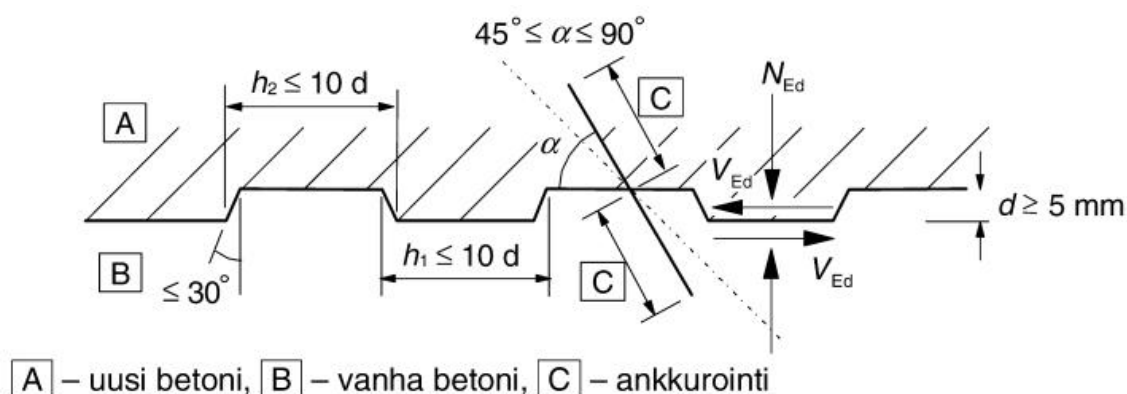 45° ≤ α ≤ 90°
h₂ ≤ 10 d
C
N_Ed
A
α
V_Ed
d ≥ 5 mm
B
≤ 30°
h₁ ≤ 10 d
C
V_Ed
A – uusi betoni, B – vanha betoni, C – ankkurointi